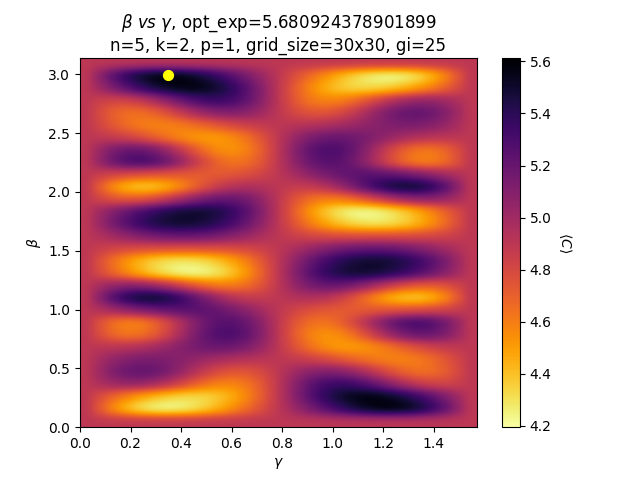 β vs γ, opt_exp=5.680924378901899
n=5, k=2, p=1, grid_size=30x30, gi=25
3.0
2.5
2.0
1.5
1.0
0.5
0.0
β
0.0 0.2 0.4 0.6 0.8 1.0 1.2 1.4
γ
5.6
5.4
5.2
5.0
4.8
4.6
4.4
4.2
⟨C⟩